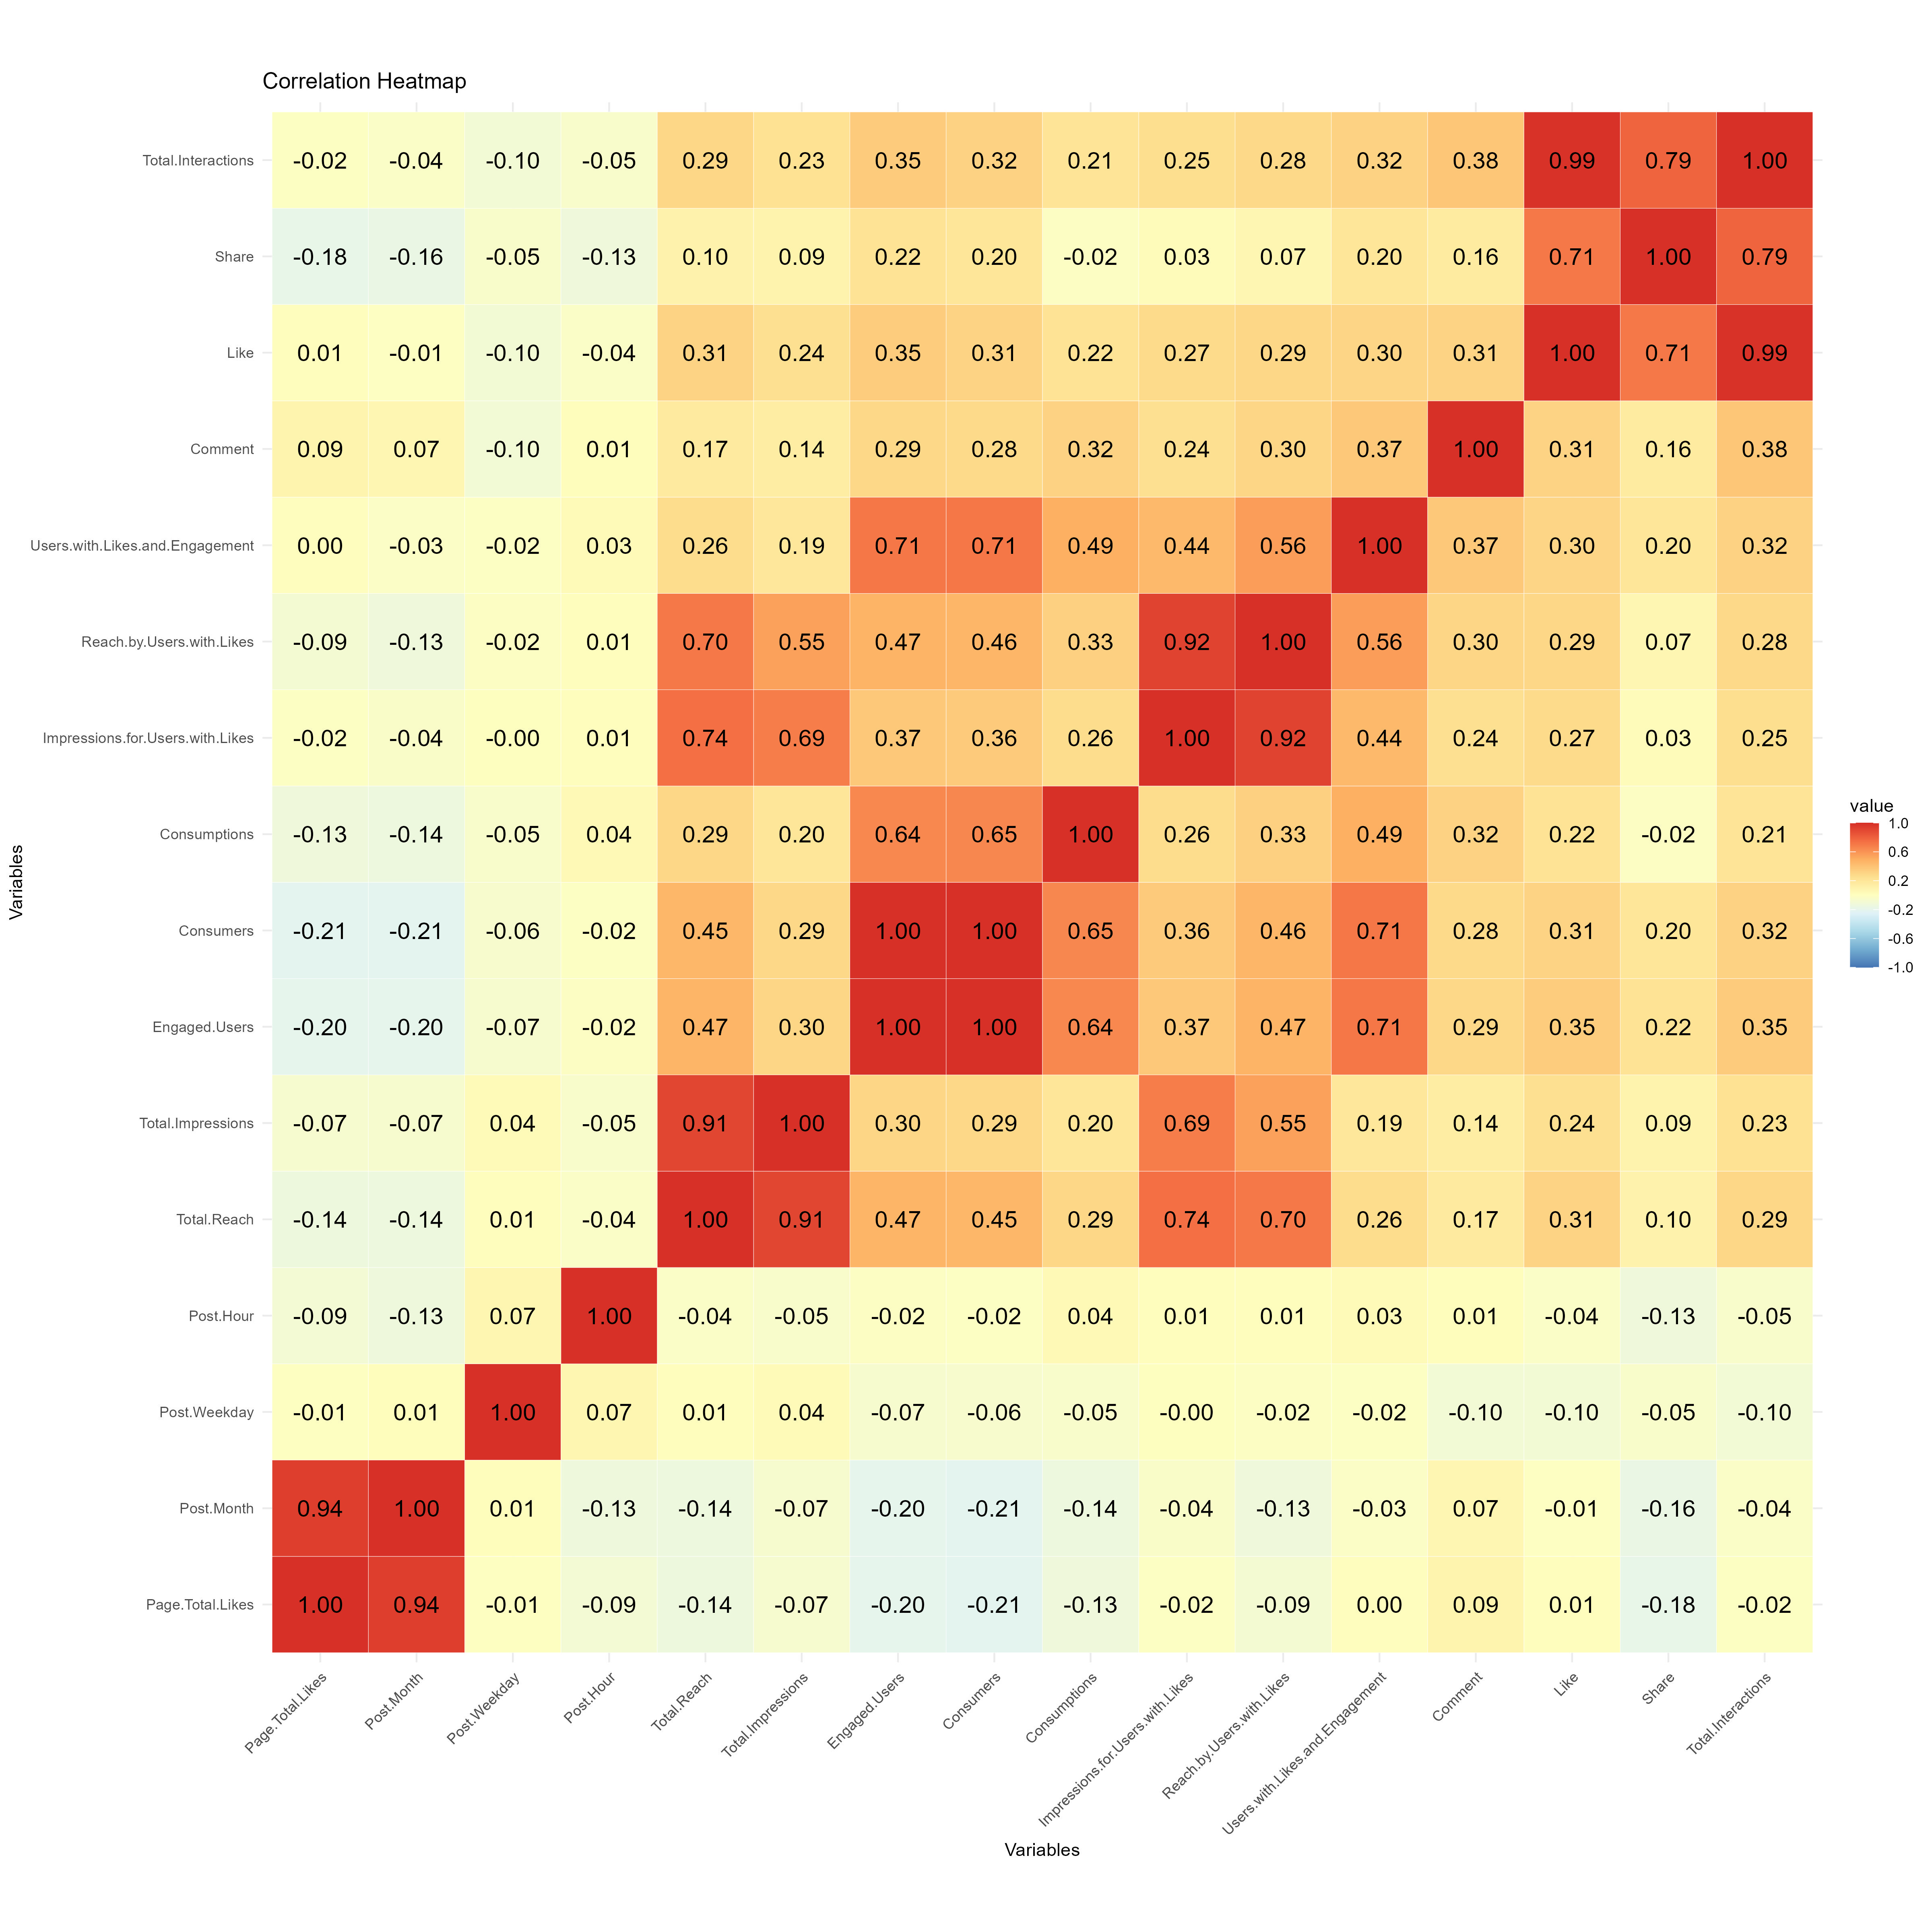 Correlation Heatmap
Total.Interactions -0.02 -0.04 -0.10 -0.05 0.29 0.23 0.35 0.32 0.21 0.25 0.28 0.32 0.38 0.99 0.79 1.00
Share -0.18 -0.16 -0.05 -0.13 0.10 0.09 0.22 0.20 -0.02 0.03 0.07 0.20 0.16 0.71 1.00 0.79
Like 0.01 -0.01 -0.10 -0.04 0.31 0.24 0.35 0.31 0.22 0.27 0.29 0.30 0.31 1.00 0.71 0.99
Comment 0.09 0.07 -0.10 0.01 0.17 0.14 0.29 0.28 0.32 0.24 0.30 0.37 1.00 0.31 0.16 0.38
Users.with.Likes.and.Engagement 0.00 -0.03 -0.02 0.03 0.26 0.19 0.71 0.71 0.49 0.44 0.56 1.00 0.37 0.30 0.20 0.32
Reach.by.Users.with.Likes -0.09 -0.13 -0.02 0.01 0.70 0.55 0.47 0.46 0.33 0.92 1.00 0.56 0.30 0.29 0.07 0.28
Impressions.for.Users.with.Likes -0.02 -0.04 -0.00 0.01 0.74 0.69 0.37 0.36 0.26 1.00 0.92 0.44 0.24 0.27 0.03 0.25
Consumptions -0.13 -0.14 -0.05 0.04 0.29 0.20 0.64 0.65 1.00 0.26 0.33 0.49 0.32 0.22 -0.02 0.21
Consumers -0.21 -0.21 -0.06 -0.02 0.45 0.29 1.00 1.00 0.65 0.36 0.46 0.71 0.28 0.31 0.20 0.32
Engaged.Users -0.20 -0.20 -0.07 -0.02 0.47 0.30 1.00 1.00 0.64 0.37 0.47 0.71 0.29 0.35 0.22 0.35
Total.Impressions -0.07 -0.07 0.04 -0.05 0.91 1.00 0.30 0.29 0.20 0.69 0.55 0.19 0.14 0.24 0.09 0.23
Total.Reach -0.14 -0.14 0.01 -0.04 1.00 0.91 0.47 0.45 0.29 0.74 0.70 0.26 0.17 0.31 0.10 0.29
Post.Hour -0.09 -0.13 0.07 1.00 -0.04 -0.05 -0.02 -0.02 0.04 0.01 0.01 0.03 0.01 -0.04 -0.13 -0.05
Post.Weekday -0.01 0.01 1.00 0.07 0.01 0.04 -0.07 -0.06 -0.05 -0.00 -0.02 -0.02 -0.10 -0.10 -0.05 -0.10
Post.Month 0.94 1.00 0.01 -0.13 -0.14 -0.07 -0.20 -0.21 -0.14 -0.04 -0.13 -0.03 0.07 -0.01 -0.16 -0.04
Page.Total.Likes 1.00 0.94 -0.01 -0.09 -0.14 -0.07 -0.20 -0.21 -0.13 -0.02 -0.09 0.00 0.09 0.01 -0.18 -0.02
Page.Total.Likes
Post.Month
Post.Weekday
Post.Hour
Total.Reach
Total.Impressions
Engaged.Users
Consumers
Consumptions
Impressions.for.Users.with.Likes
Reach.by.Users.with.Likes
Users.with.Likes.and.Engagement
Comment
Like
Share
Total.Interactions
Variables
Variables
value
1.0
0.6
0.2
-0.2
-0.6
-1.0